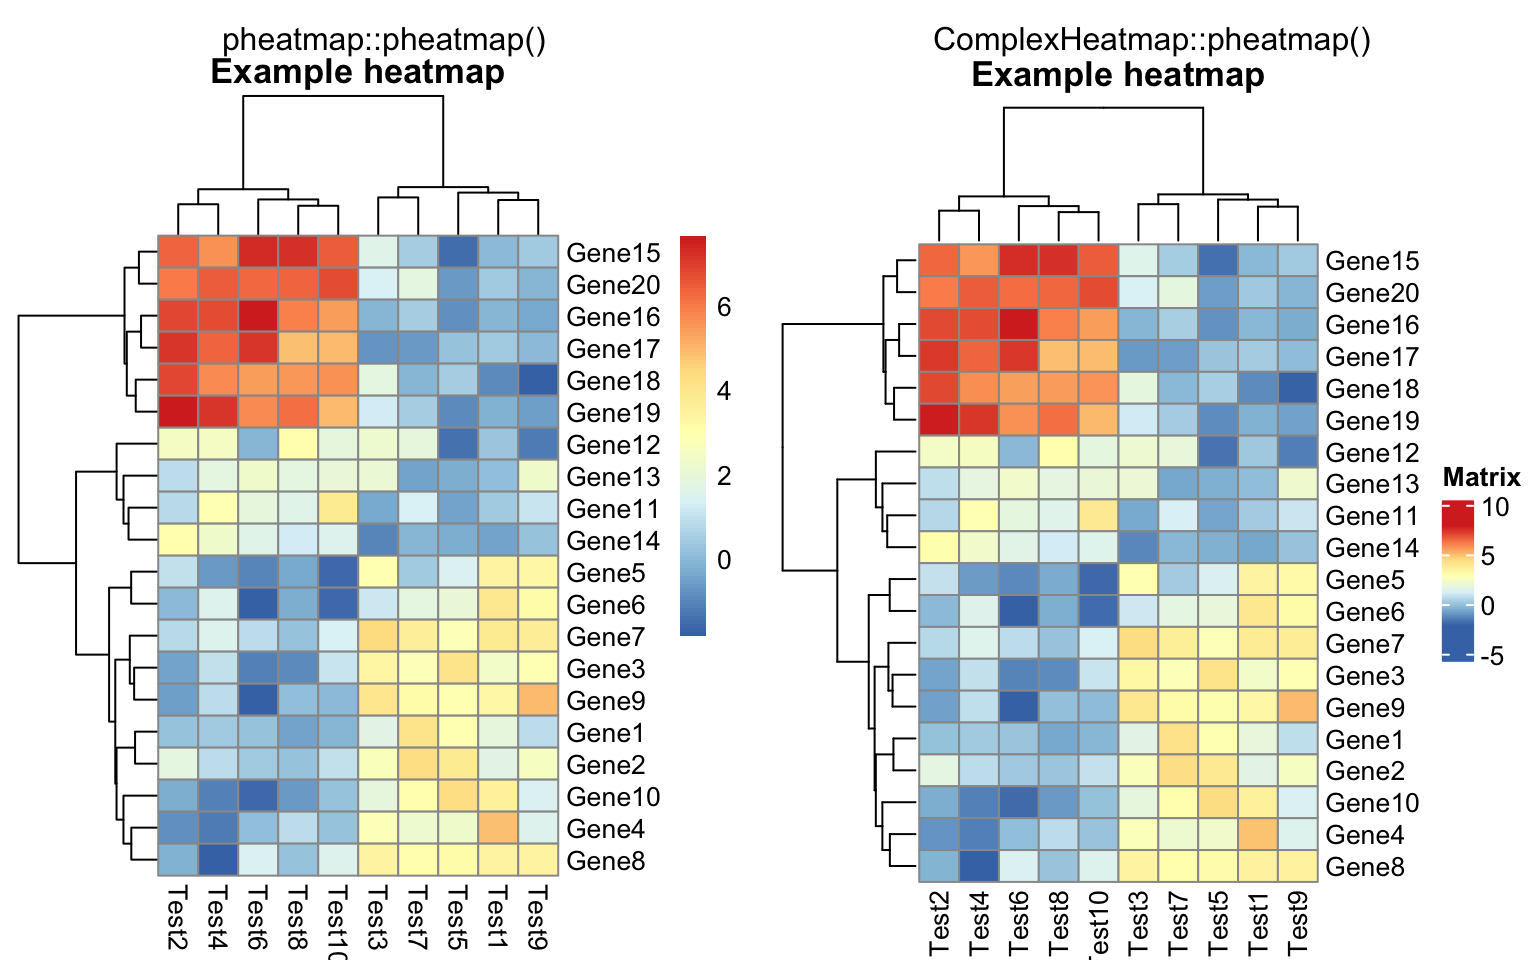 pheatmap::pheatmap()
Example heatmap
Gene15
Gene20
Gene16
Gene17
Gene18
Gene19
Gene12
Gene13
Gene11
Gene14
Gene5
Gene6
Gene7
Gene3
Gene9
Gene1
Gene2
Gene10
Gene4
Gene8
Test2
Test4
Test6
Test8
Test10
Test3
Test7
Test5
Test1
Test9
6
4
2
0
ComplexHeatmap::pheatmap()
Example heatmap
Gene15
Gene20
Gene16
Gene17
Gene18
Gene19
Gene12
Gene13
Gene11
Gene14
Gene5
Gene6
Gene7
Gene3
Gene9
Gene1
Gene2
Gene10
Gene4
Gene8
Test2
Test4
Test6
Test8
Test10
Test3
Test7
Test5
Test1
Test9
Matrix
10
5
0
-5